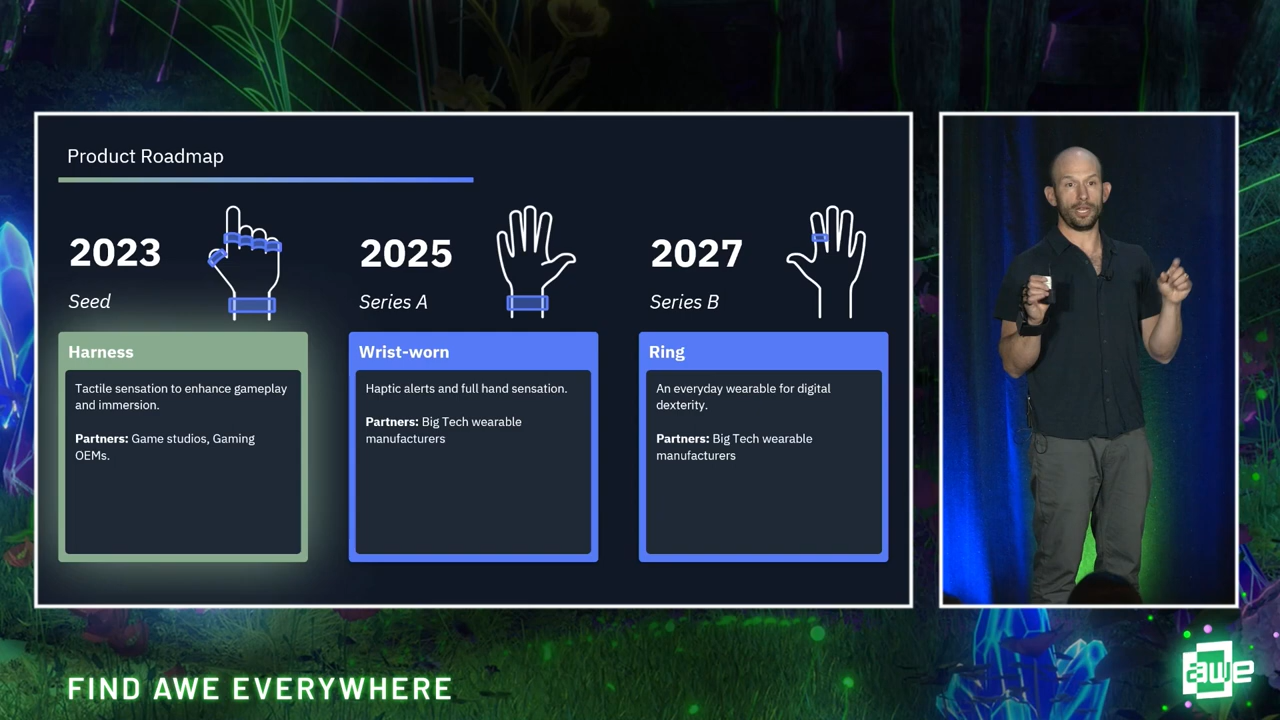 Product Roadmap
2023
Seed
Harness
Tactile sensation to enhance gameplay
and immersion.
Partners: Game studios, Gaming
OEMs.
2025
Series A
Wrist-worn
Haptic alerts and full hand sensation.
Partners: Big Tech wearable
manufacturers
2027
Series B
Ring
An everyday wearable for digital
dexterity.
Partners: Big Tech wearable
manufacturers
FIND AWE EVERYWHERE
awe